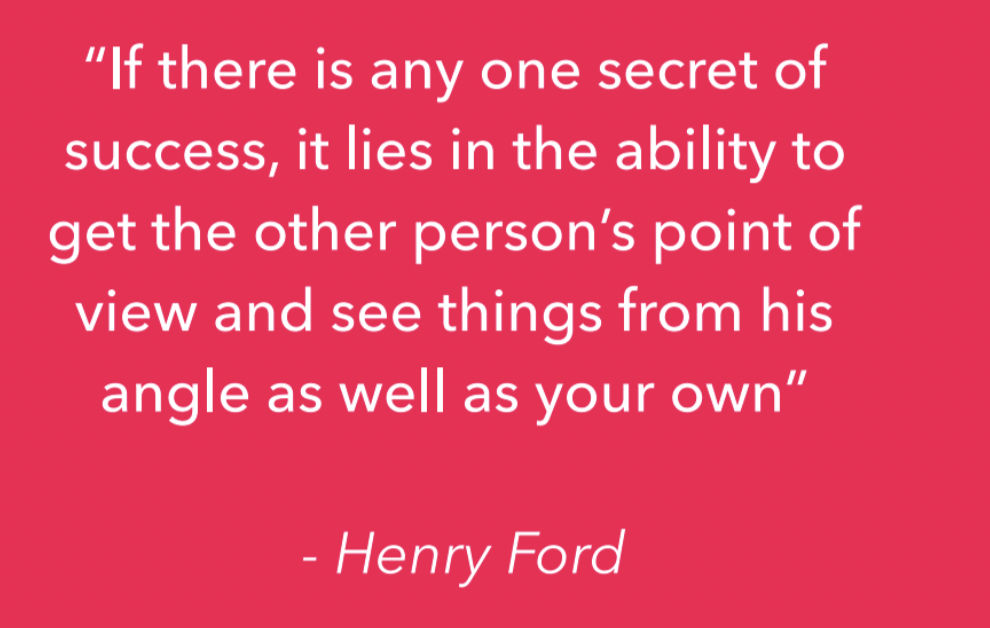 “If there is any one secret of
success, it lies in the ability to
get the other person’s point of
view and see things from his
angle as well as your own”
- Henry Ford